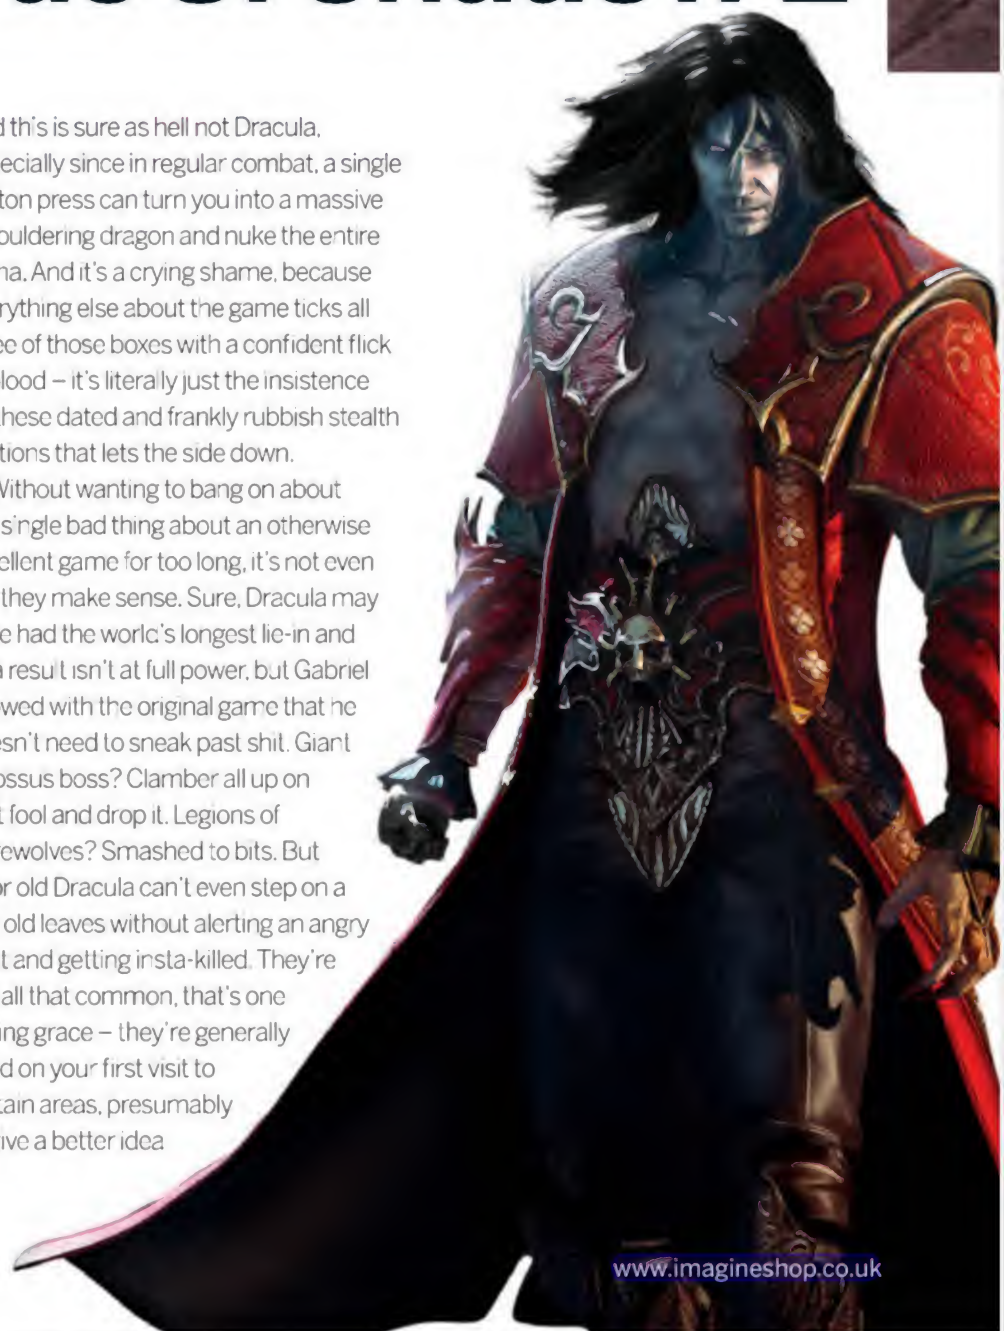 d this is sure as hell not Dracula,
ecially since in regular combat, a single
ton press can turn you into a massive
ouldering dragon and nuke the entire
na. And it's a crying shame, because
rything else about the game ticks all
ee of those boxes with a confident flick
lood – it's literally just the insistence
these dated and frankly rubbish stealth
tions that lets the side down.
Without wanting to bang on about
single bad thing about an otherwise
ellent game for too long, it's not even
they make sense. Sure, Dracula may
e had the world's longest lie-in and
a result isn't at full power, but Gabriel
owed with the original game that he
esn't need to sneak past shit. Giant
ossus boss? Clamber all up on
t fool and drop it. Legions of
rewolves? Smashed to bits. But
or old Dracula can't even step on a
old leaves without alerting an angry
t and getting insta-killed. They're
all that common, that's one
ing grace – they're generally
d on your first visit to
tain areas, presumably
ive a better idea
www.imagineshop.co.uk